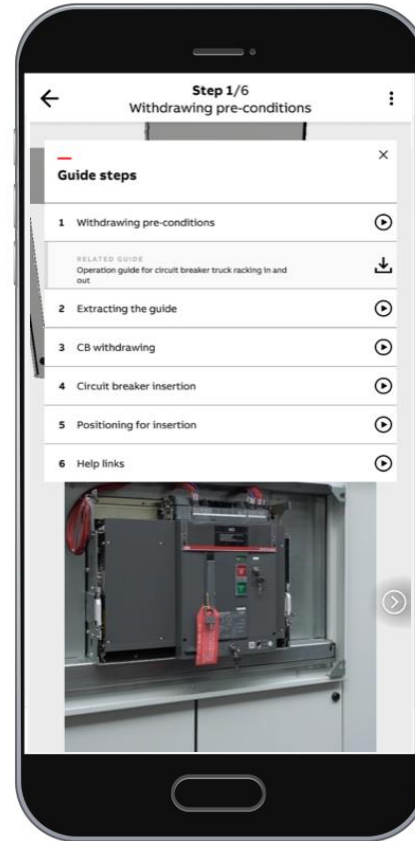 Step 1/6
Withdrawing pre-conditions
Guide steps
1 Withdrawing pre-conditions
RELATED GUIDE
Operation guide for circuit breaker truck racking in and
out
2 Extracting the guide
3 CB withdrawing
4 Circuit breaker insertion
5 Positioning for insertion
6 Help links